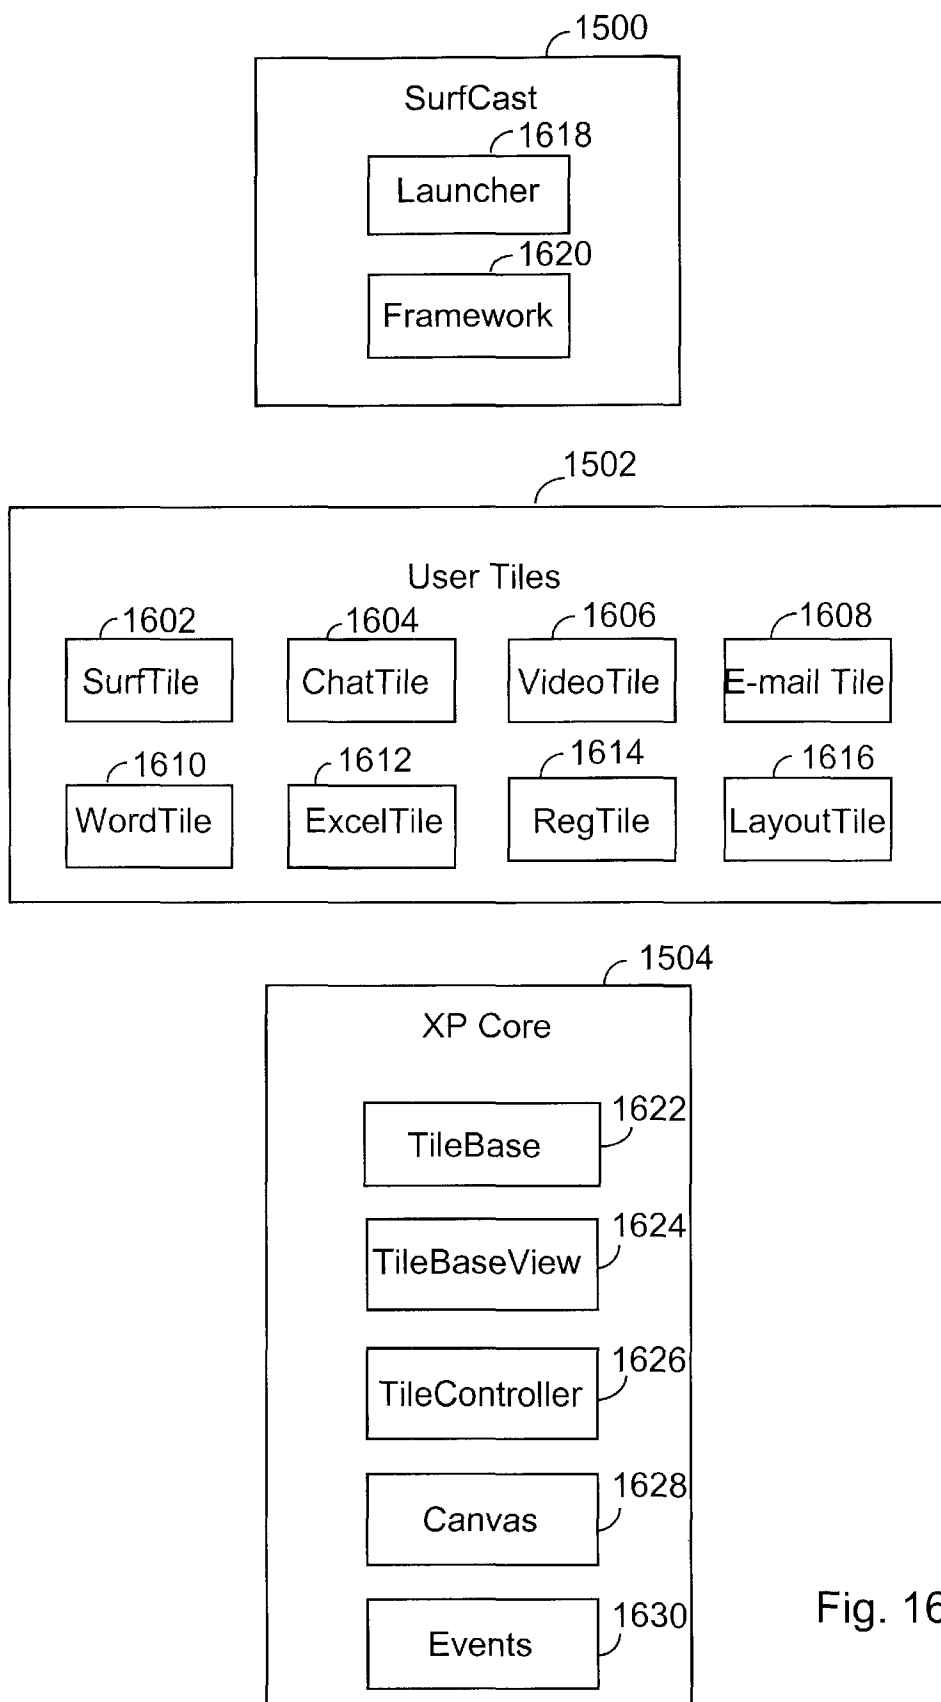 1500
SurfCast
1618
Launcher
1620
Framework
1502
User Tiles
1602 1604 1606 1608
SurfTile ChatTile VideoTile E-mail Tile
1610 1612 1614 1616
WordTile ExcelTile RegTile LayoutTile
1504
XP Core
1622
TileBase
1624
TileBaseView
1626
TileController
1628
Canvas
1630
Events
Fig. 16